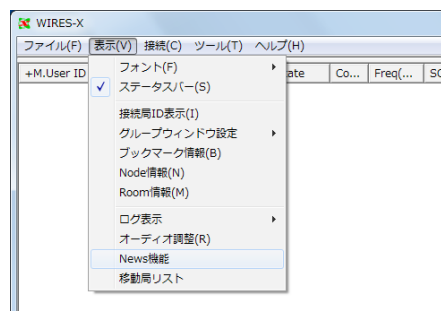 WIRES-X
ファイル(F) 表示(V) 接続(C) ツール(T) ヘルプ(H)
+M.User ID ate Co... Freq(... SQ
フォント(F)
ステータスバー(S)
接続局ID表示(I)
グループウィンドウ設定
ブックマーク情報(B)
Node情報(N)
Room情報(M)
ログ表示
オーディオ調整(R)
News機能
移動局リスト